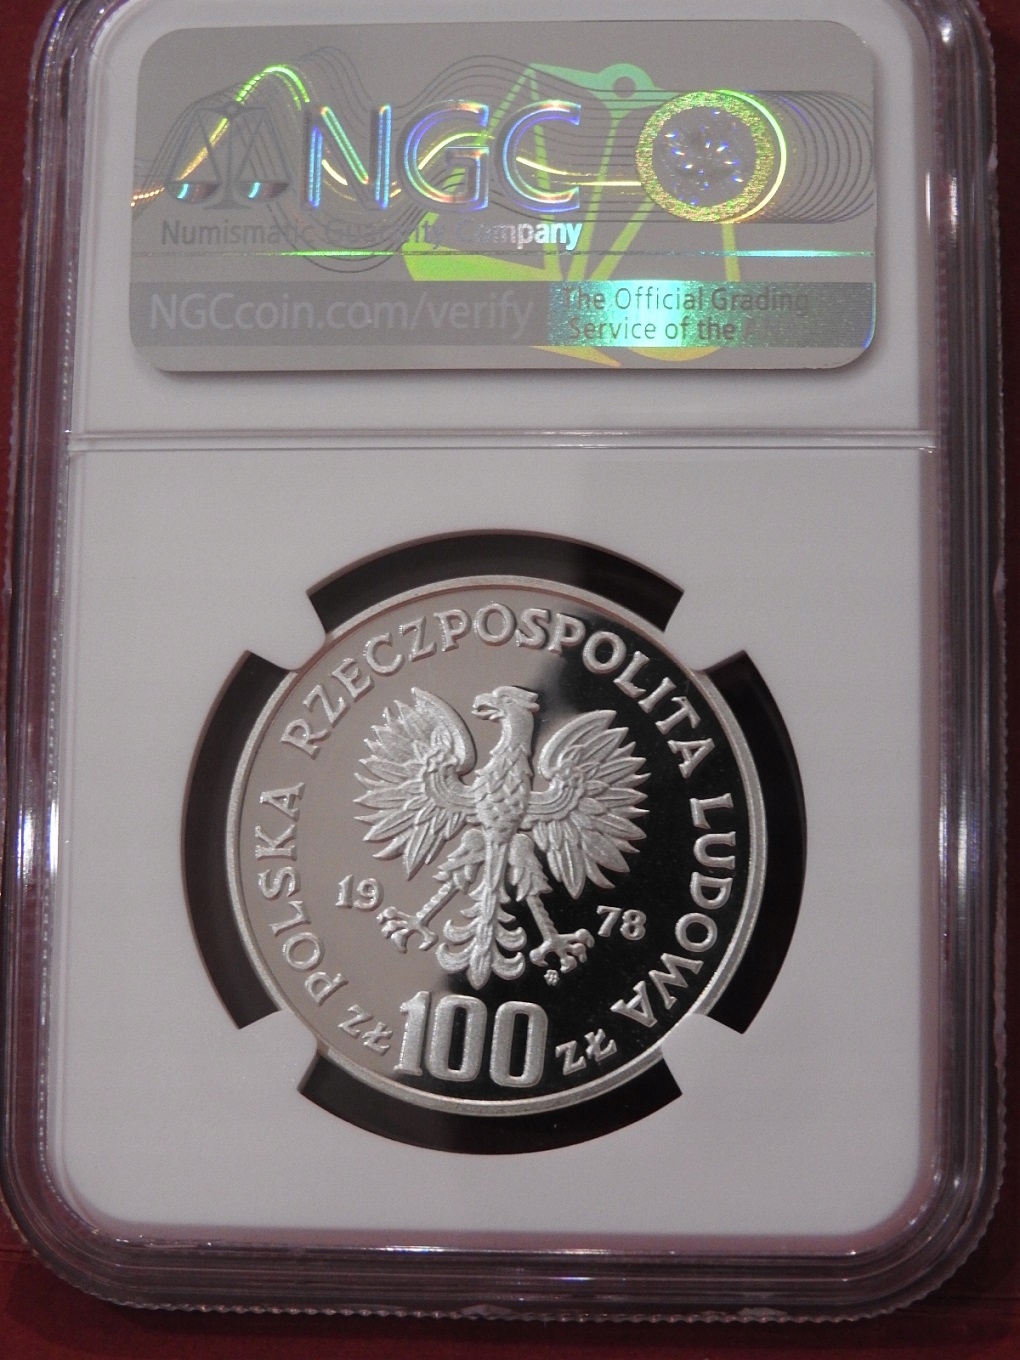 NGC
Numismatic Guaranty Company
NGCcoin.com/verify
The Official Grading
Service of the
POLSKA RZECZPOSPOLITA LUDOWA
19 78
ZŁ 100 ZŁ